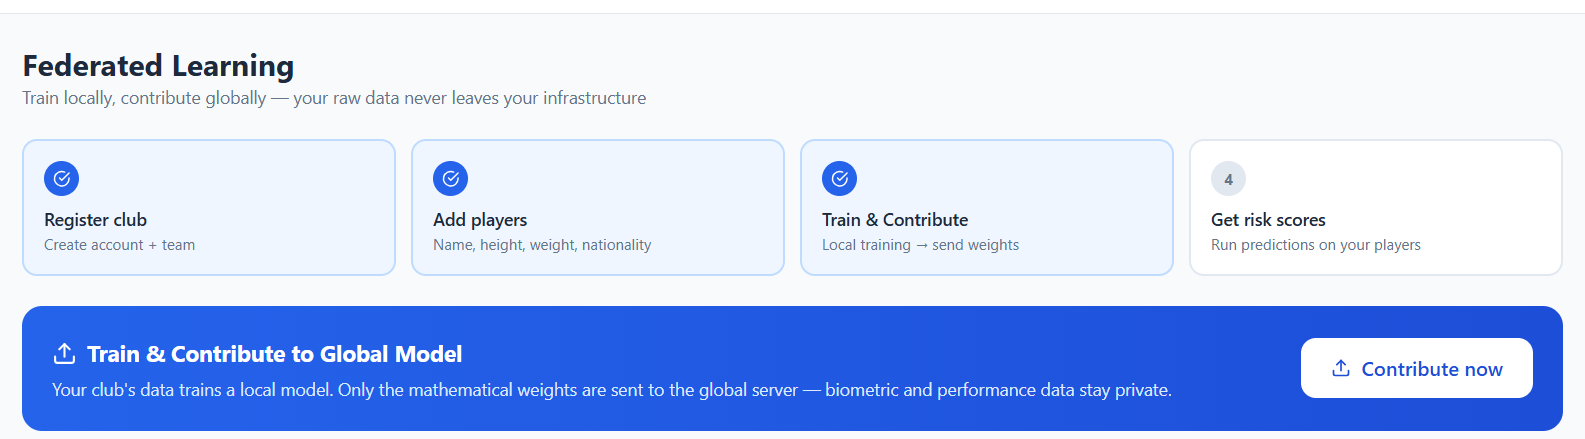 Federated Learning
Train locally, contribute globally — your raw data never leaves your infrastructure
Register club
Create account + team
Add players
Name, height, weight, nationality
Train & Contribute
Local training → send weights
4
Get risk scores
Run predictions on your players
Train & Contribute to Global Model
Your club's data trains a local model. Only the mathematical weights are sent to the global server — biometric and performance data stay private.
Contribute now